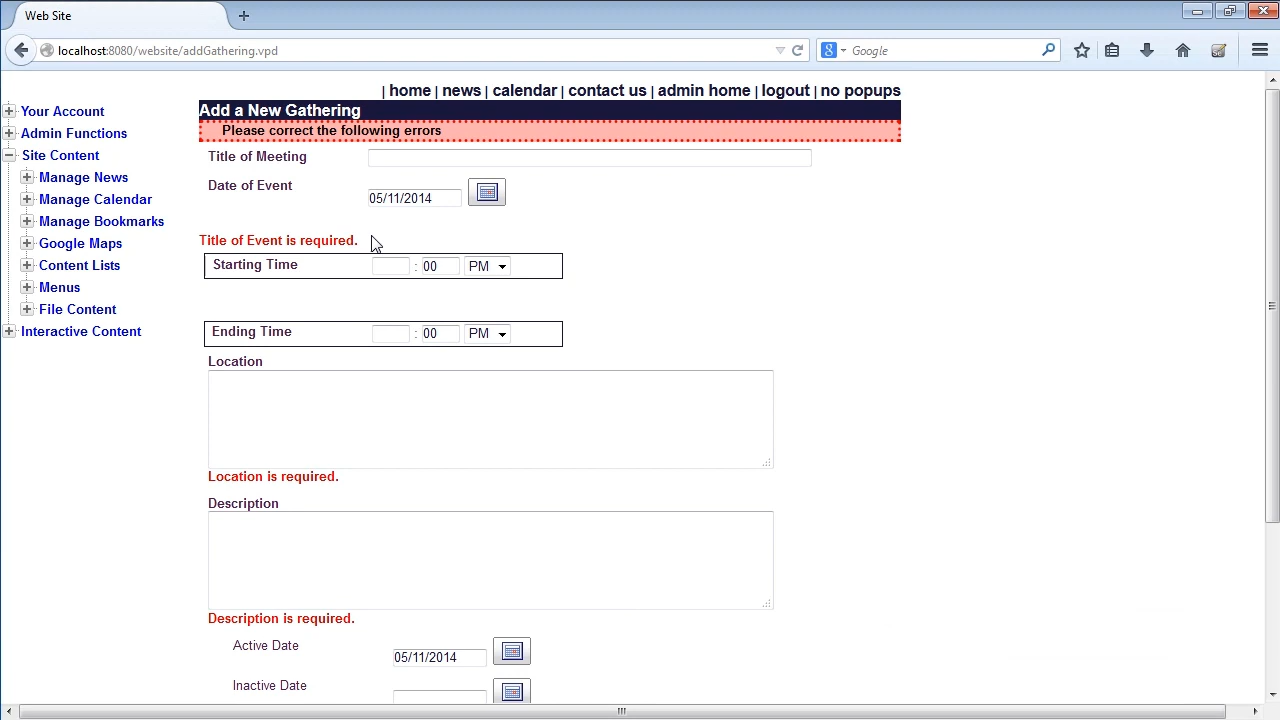 Web Site
localhost:8080/website/addGathering.vpd
Google
| home | news | calendar | contact us | admin home | logout | no popups
Your Account
Admin Functions
Site Content
Manage News
Manage Calendar
Manage Bookmarks
Google Maps
Content Lists
Menus
File Content
Interactive Content
Add a New Gathering
Please correct the following errors
Title of Meeting
Date of Event
05/11/2014
Title of Event is required.
Starting Time : 00 PM
Ending Time : 00 PM
Location
Location is required.
Description
Description is required.
Active Date
05/11/2014
Inactive Date